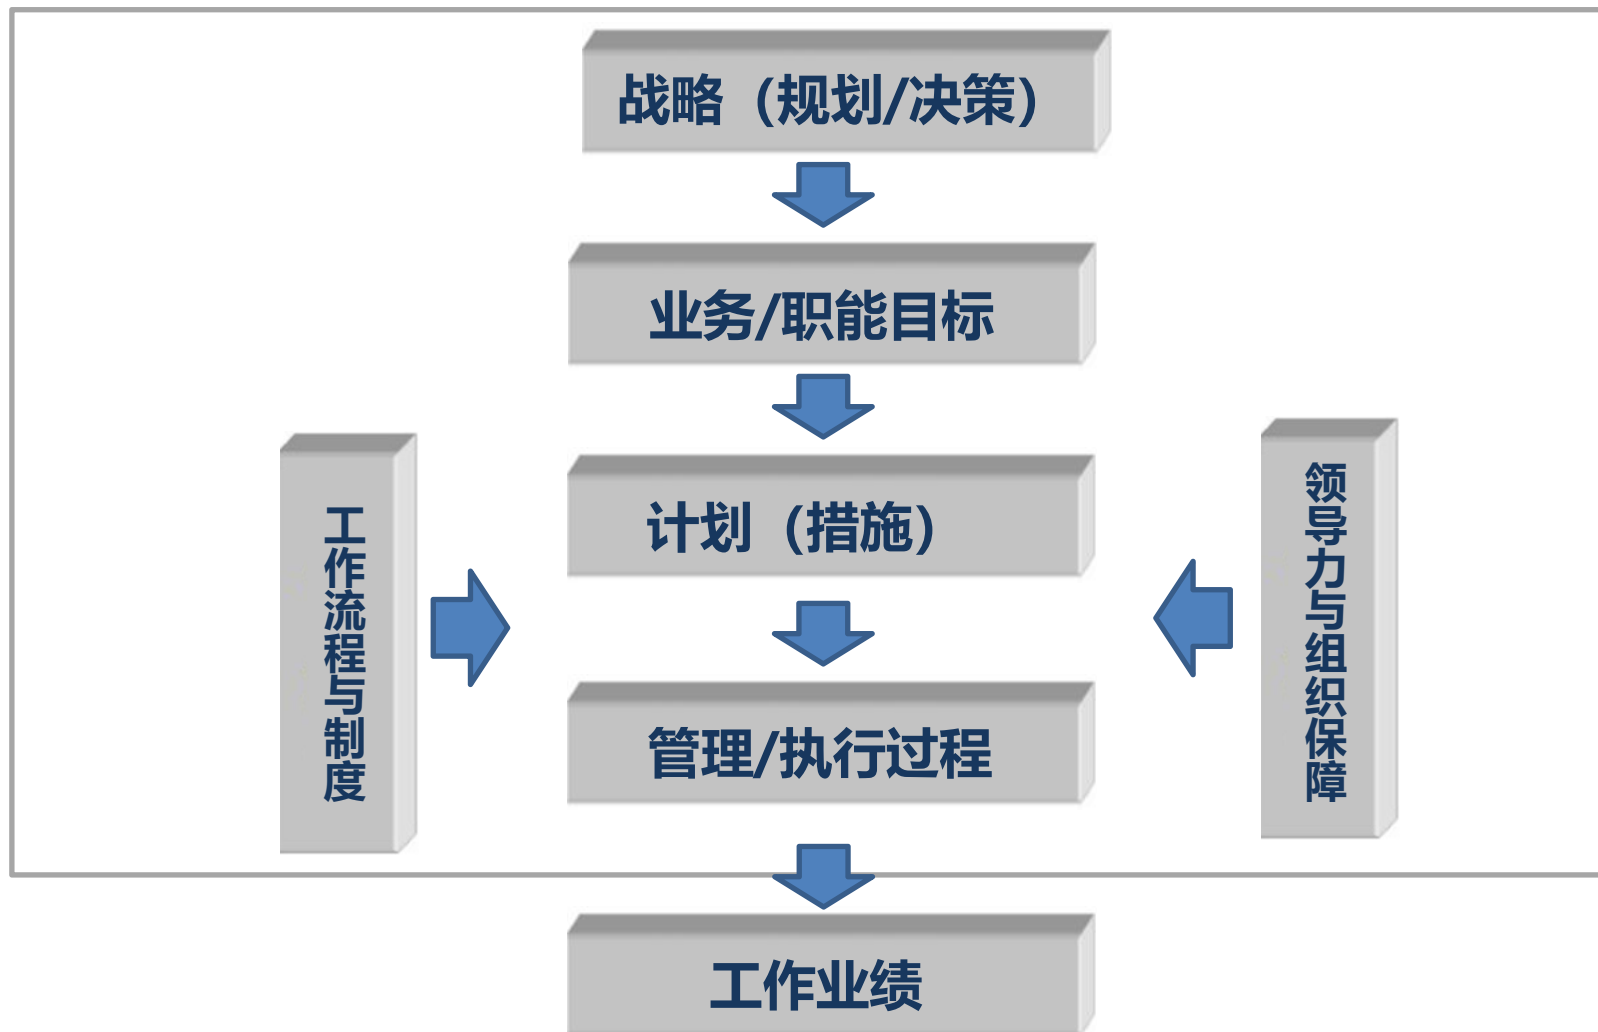 战略（规划/决策）
业务/职能目标
计划（措施）
管理/执行过程
工作业绩
工作流程与制度
领导力与组织保障